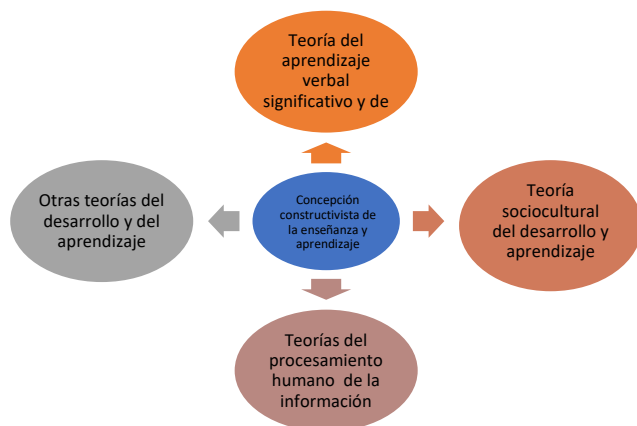 Teoría del
aprendizaje
verbal
significativo y de
Otras teorías del
desarrollo y del
aprendizaje
Concepción
constructivista de
la enseñanza y
aprendizaje
Teoría
sociocultural
del desarrollo y
aprendizaje
Teorías del
procesamiento
humano de la
información